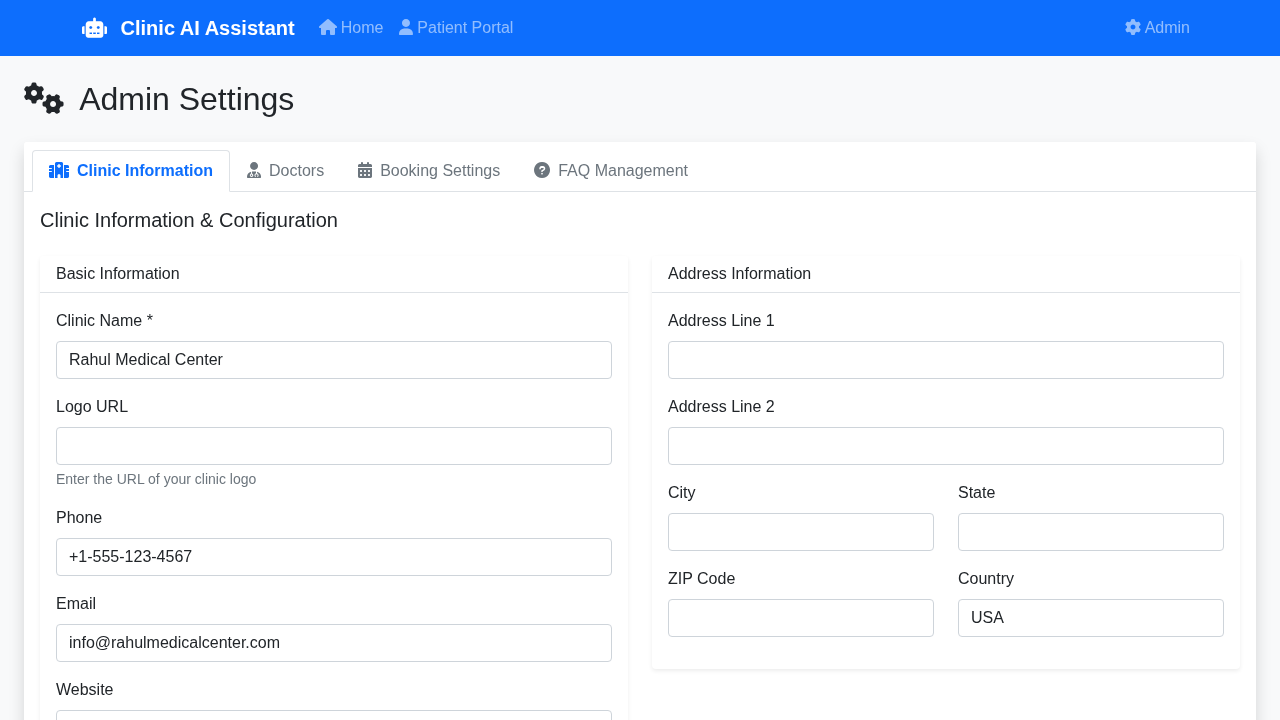 Clinic AI Assistant
Home
Patient Portal
Admin
Admin Settings
Clinic Information
Doctors
Booking Settings
FAQ Management
Clinic Information & Configuration
Basic Information
Clinic Name *
Rahul Medical Center
Logo URL
Enter the URL of your clinic logo
Phone
+1-555-123-4567
Email
info@rahulmedicalcenter.com
Website
Address Information
Address Line 1
Address Line 2
City
State
ZIP Code
Country
USA